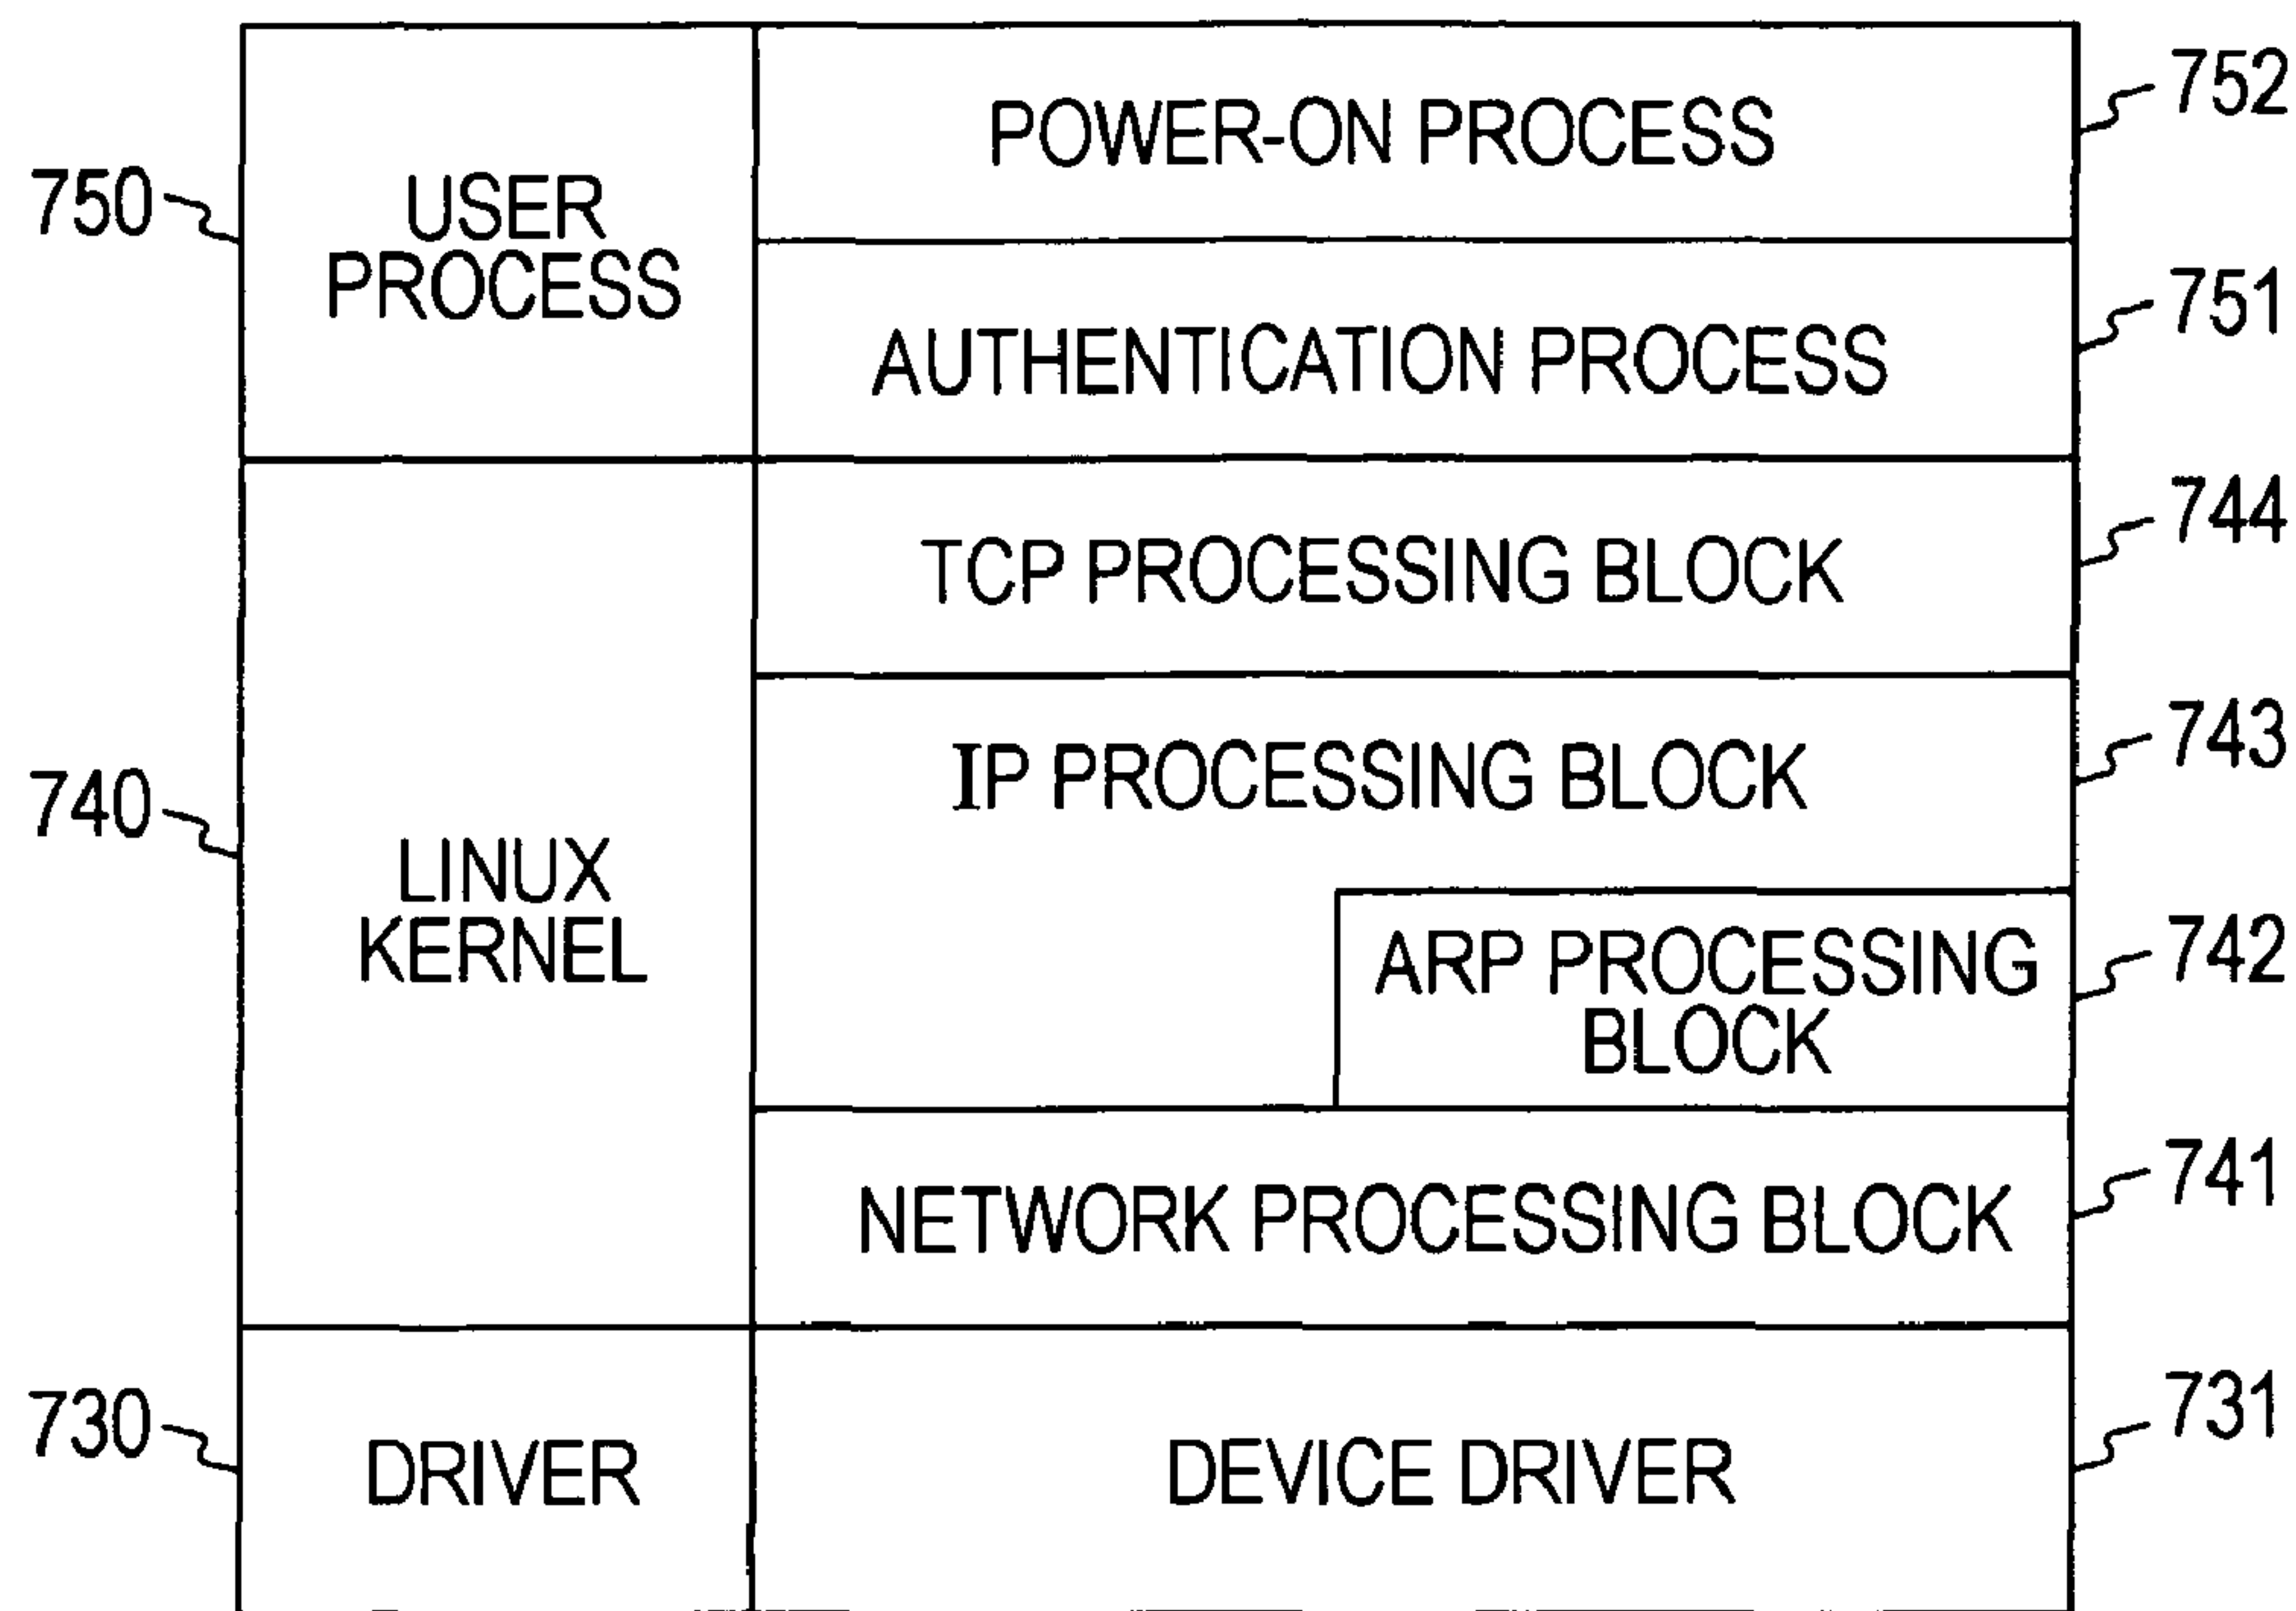 752
POWER-ON PROCESS
750
USER
PROCESS
751
AUTHENTICATION PROCESS
744
TCP PROCESSING BLOCK
743
IP PROCESSING BLOCK
740
LINUX
KERNEL
742
ARP PROCESSING
BLOCK
741
NETWORK PROCESSING BLOCK
730
DRIVER
731
DEVICE DRIVER